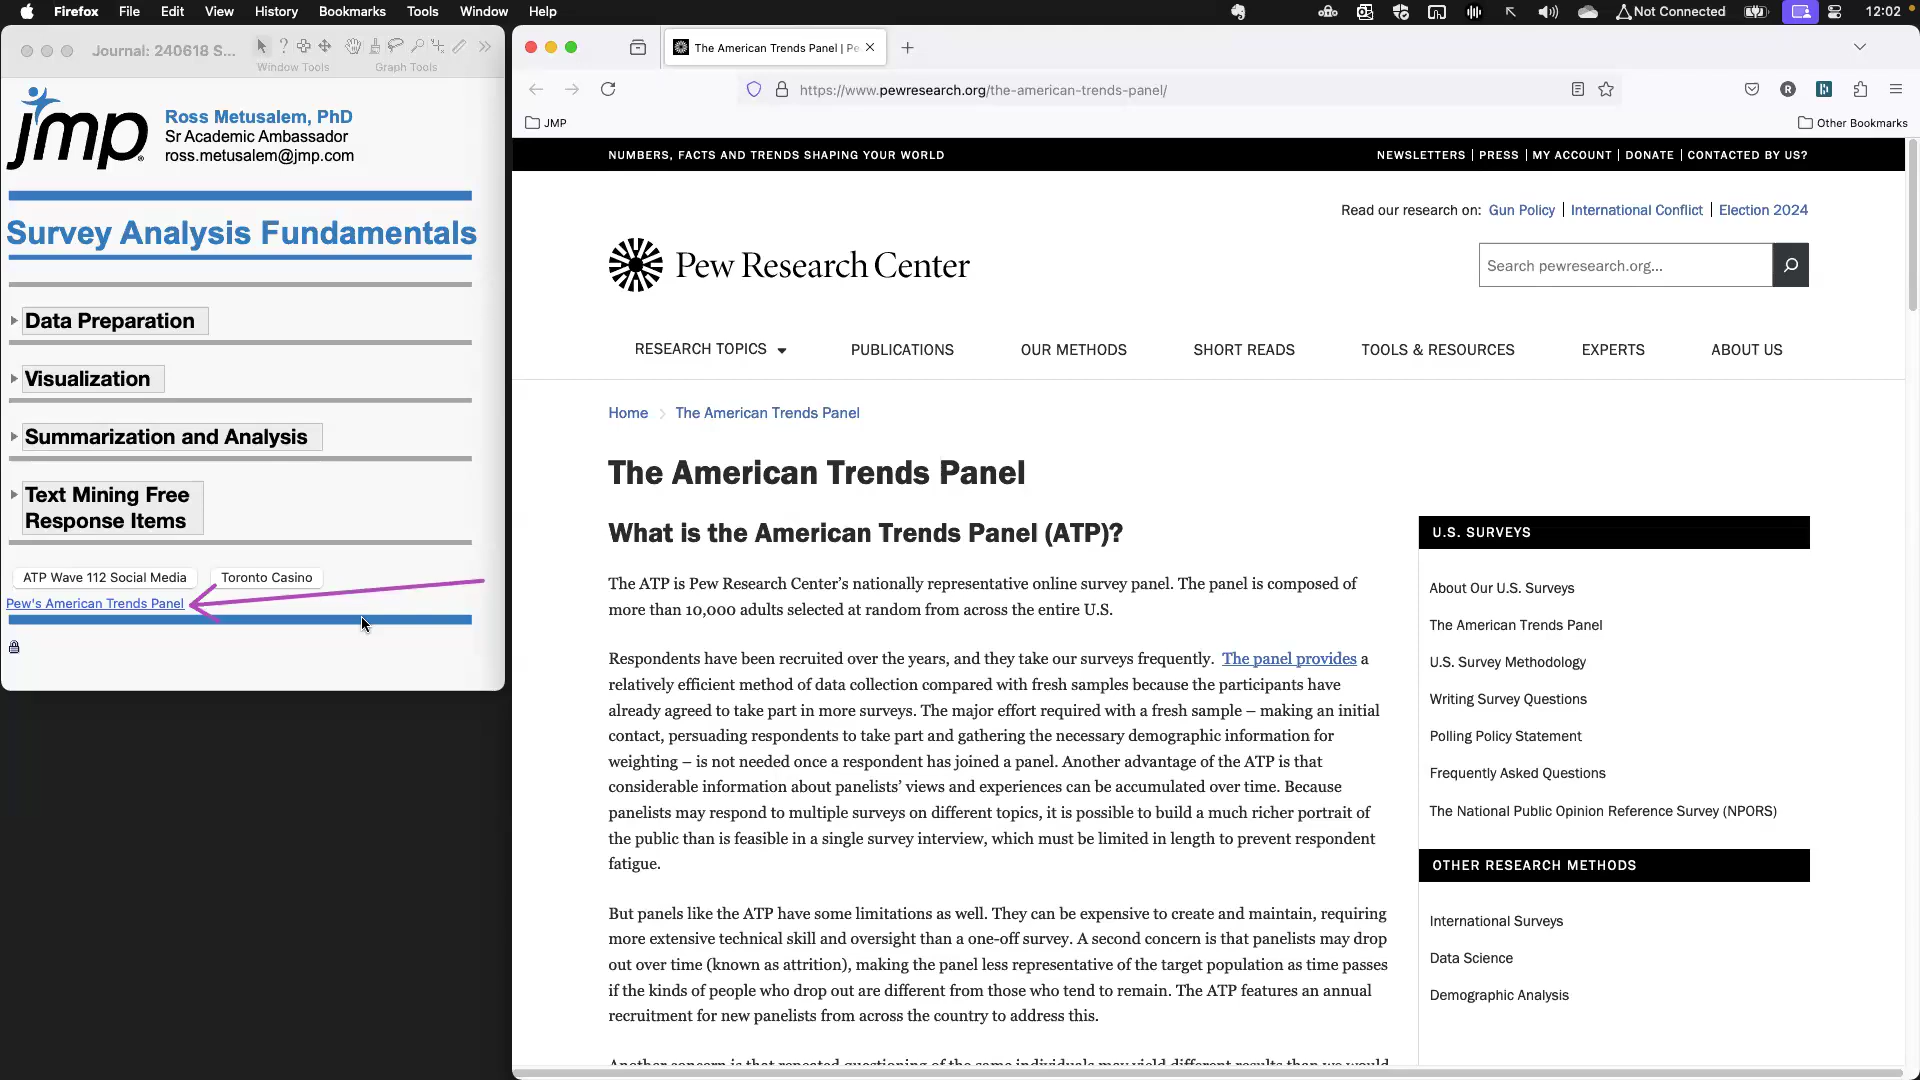 Firefox File Edit View History Bookmarks Tools Window Help Not Connected 12:02
Journal: 240618 S...
Window Tools Graph Tools
jmp
Ross Metusalem, PhD
Sr Academic Ambassador
ross.metusalem@jmp.com
Survey Analysis Fundamentals
Data Preparation
Visualization
Summarization and Analysis
Text Mining Free
Response Items
ATP Wave 112 Social Media Toronto Casino
Pew's American Trends Panel
The American Trends Panel | Pe
https://www.pewresearch.org/the-american-trends-panel/
JMP Other Bookmarks
NUMBERS, FACTS AND TRENDS SHAPING YOUR WORLD
NEWSLETTERS | PRESS | MY ACCOUNT | DONATE | CONTACTED BY US?
Read our research on: Gun Policy | International Conflict | Election 2024
Pew Research Center
Search pewresearch.org...
RESEARCH TOPICS PUBLICATIONS OUR METHODS SHORT READS TOOLS & RESOURCES EXPERTS ABOUT US
Home The American Trends Panel
The American Trends Panel
What is the American Trends Panel (ATP)?
The ATP is Pew Research Center’s nationally representative online survey panel. The panel is composed of
more than 10,000 adults selected at random from across the entire U.S.
Respondents have been recruited over the years, and they take our surveys frequently. The panel provides a
relatively efficient method of data collection compared with fresh samples because the participants have
already agreed to take part in more surveys. The major effort required with a fresh sample – making an initial
contact, persuading respondents to take part and gathering the necessary demographic information for
weighting – is not needed once a respondent has joined a panel. Another advantage of the ATP is that
considerable information about panelists’ views and experiences can be accumulated over time. Because
panelists may respond to multiple surveys on different topics, it is possible to build a much richer portrait of
the public than is feasible in a single survey interview, which must be limited in length to prevent respondent
fatigue.
But panels like the ATP have some limitations as well. They can be expensive to create and maintain, requiring
more extensive technical skill and oversight than a one-off survey. A second concern is that panelists may drop
out over time (known as attrition), making the panel less representative of the target population as time passes
if the kinds of people who drop out are different from those who tend to remain. The ATP features an annual
recruitment for new panelists from across the country to address this.
Another concern is that repeated questioning of the same individuals may yield different results than we would
U.S. SURVEYS
About Our U.S. Surveys
The American Trends Panel
U.S. Survey Methodology
Writing Survey Questions
Polling Policy Statement
Frequently Asked Questions
The National Public Opinion Reference Survey (NPORS)
OTHER RESEARCH METHODS
International Surveys
Data Science
Demographic Analysis